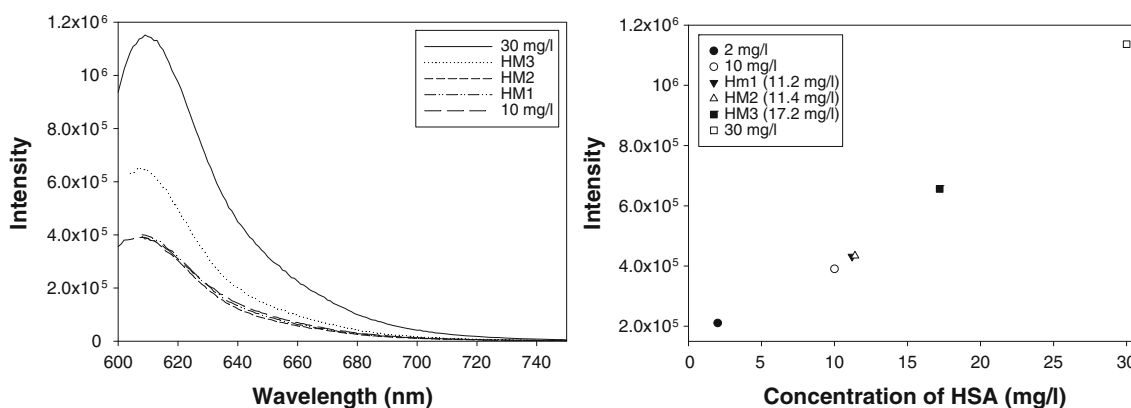 1.2x10⁶
10⁶
8.0x10⁵
6.0x10⁵
4.0x10⁵
2.0x10⁵
0
Intensity
30 mg/l
HM3
HM2
HM1
10 mg/l
600 620 640 660 680 700 720 740
Wavelength (nm)
1.2x10⁶
10⁶
8.0x10⁵
6.0x10⁵
4.0x10⁵
2.0x10⁵
Intensity
2 mg/l
10 mg/l
Hm1 (11.2 mg/l)
HM2 (11.4 mg/l)
HM3 (17.2 mg/l)
30 mg/l
0 5 10 15 20 25 30
Concentration of HSA (mg/l)